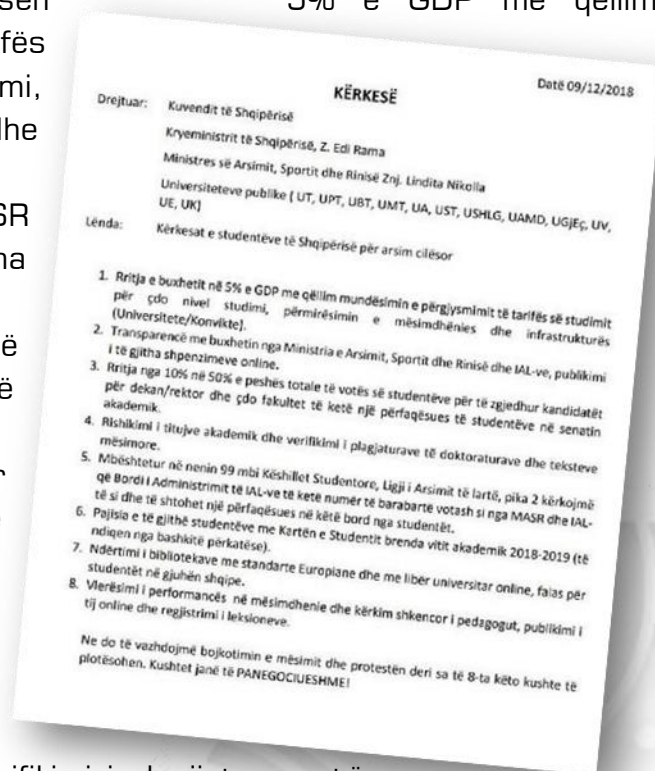 5% e GDP me qëllim
KËRKESË
Datë 09/12/2018
Drejtuar: Kuvendit të Shqipërisë
Kryeministrit të Shqipërisë, Z. Edi Rama
Ministres së Arsimit, Sportit dhe Rinisë Znj. Lindita Nikolla
Universiteteve publike ( UT, UPT, UBT, UMT, UA, UST, USHLG, UAMD, UGjEç, UV,
UE, UK)
Lënda: Kërkesat e studentëve të Shqipërisë për arsim cilësor
1. Rritja e buxhetit në 5% e GDP me qëllim mundësimin e përgjysmimit të tarifës së studimit
për çdo nivel studimi, përmirësimin e mësimdhënies dhe infrastrukturës
(Universitete/Konvikte).
2. Transparencë me buxhetin nga Ministria e Arsimit, Sportit dhe Rinisë dhe IAL-ve, publikimi
i të gjitha shpenzimeve online.
3. Rritja nga 10% në 50% e peshës totale të votës së studentëve për të zgjedhur kandidatët
për dekan/rektor dhe çdo fakultet të ketë një përfaqësues të studentëve në senatin
akademik.
4. Rishikimi i titujve akademik dhe verifikimi i plagjaturave të doktoraturave dhe teksteve
mësimore.
5. Mbështetur në nenin 99 mbi Këshillet Studentore, Ligji i Arsimit të lartë, pika 2 kërkojmë
që Bordi i Administrimit të IAL-ve të ketë numër të barabarte votash si nga MASR dhe IAL-
të si dhe të shtohet një përfaqësues në këtë bord nga studentët.
6. Pajisja e të gjithë studentëve me Kartën e Studentit brenda vitit akademik 2018-2019 (të
ndiqen nga bashkitë përkatëse).
7. Ndërtimi i bibliotekave me standarte Europiane dhe me libër universitar online, falas për
studentët në gjuhën shqipe.
8. Vlerësimi i performancës në mësimdhenie dhe kërkim shkencor i pedagogut, publikimi i
tij online dhe regjistrimi i leksioneve.
Ne do të vazhdojmë bojkotimin e mësimit dhe protestën deri sa të 8-ta këto kushte të
plotësohen. Kushtet janë të PANEGOCIUESHME!